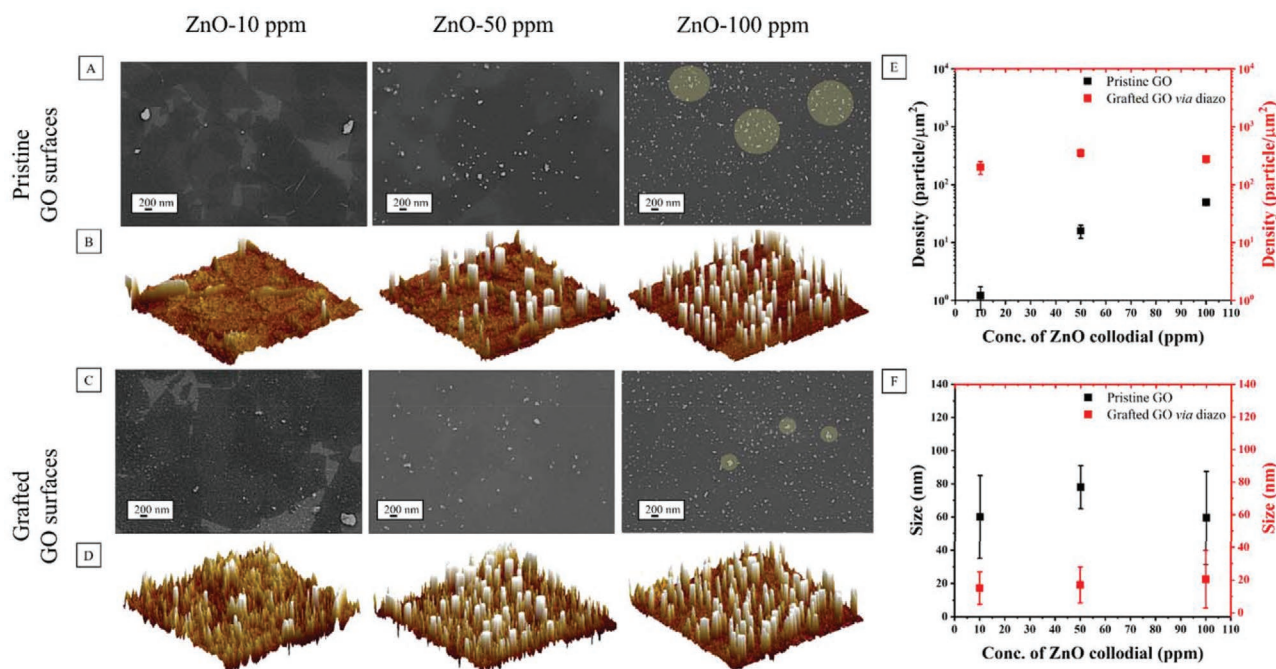 ZnO-10 ppm
ZnO-50 ppm
ZnO-100 ppm
Pristine
GO surfaces
A
200 nm
200 nm
200 nm
B
Grafted
GO surfaces
C
200 nm
200 nm
200 nm
D
E
Pristine GO
Grafted GO via diazo
Density (particle/μm²)
10⁴
10³
10²
10¹
10⁰
0 10 20 30 40 50 60 70 80 90 100 110
Conc. of ZnO collodial (ppm)
10⁴
10³
10²
10¹
10⁰
Density (particle/μm²)
F
Pristine GO
Grafted GO via diazo
Size (nm)
140
120
100
80
60
40
20
0
0 10 20 30 40 50 60 70 80 90 100 110
Conc. of ZnO collodial (ppm)
140
120
100
80
60
40
20
0
Size (nm)